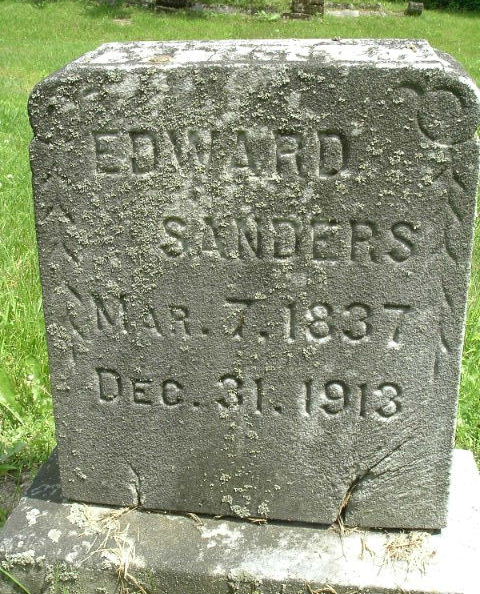 EDWARD
SANDERS
MAR. 7. 1837
DEC. 31. 1913